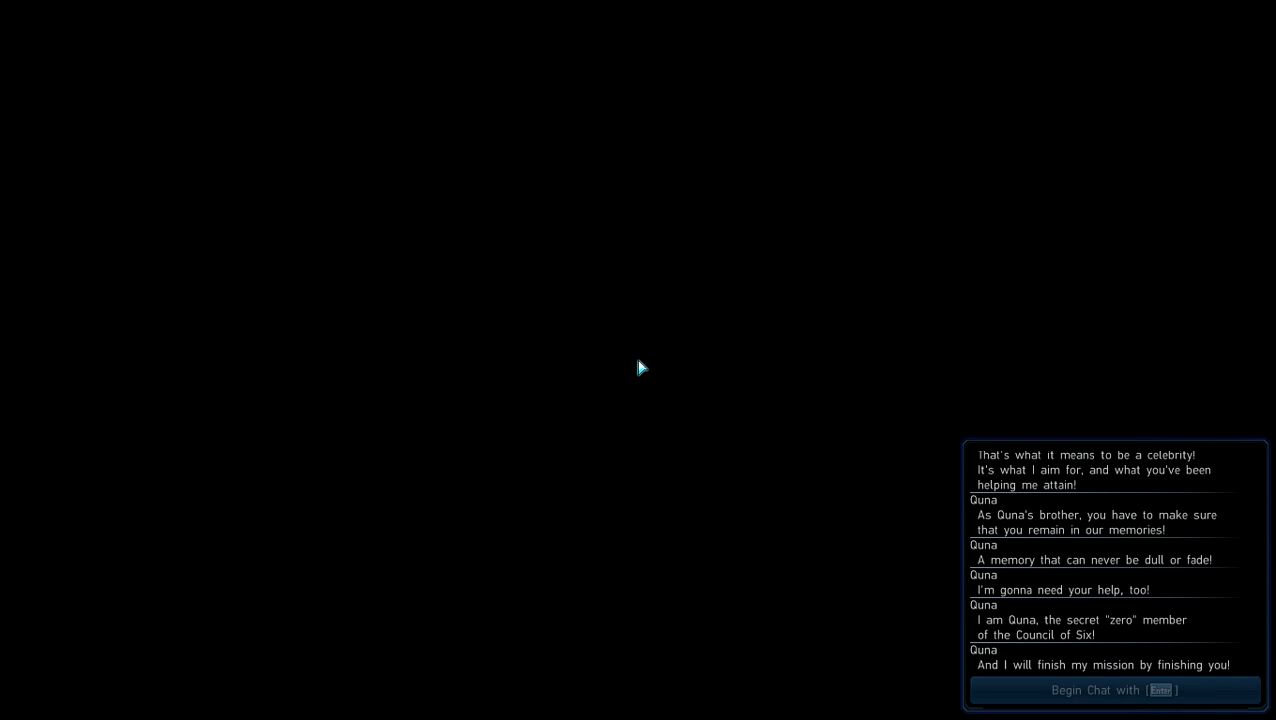 That's what it means to be a celebrity!
It's what I aim for, and what you've been
helping me attain!
Quna
As Quna's brother, you have to make sure
that you remain in our memories!
Quna
A memory that can never be dull or fade!
Quna
I'm gonna need your help, too!
Quna
I am Quna, the secret "zero" member
of the Council of Six!
Quna
And I will finish my mission by finishing you!
Begin Chat with [Enter]